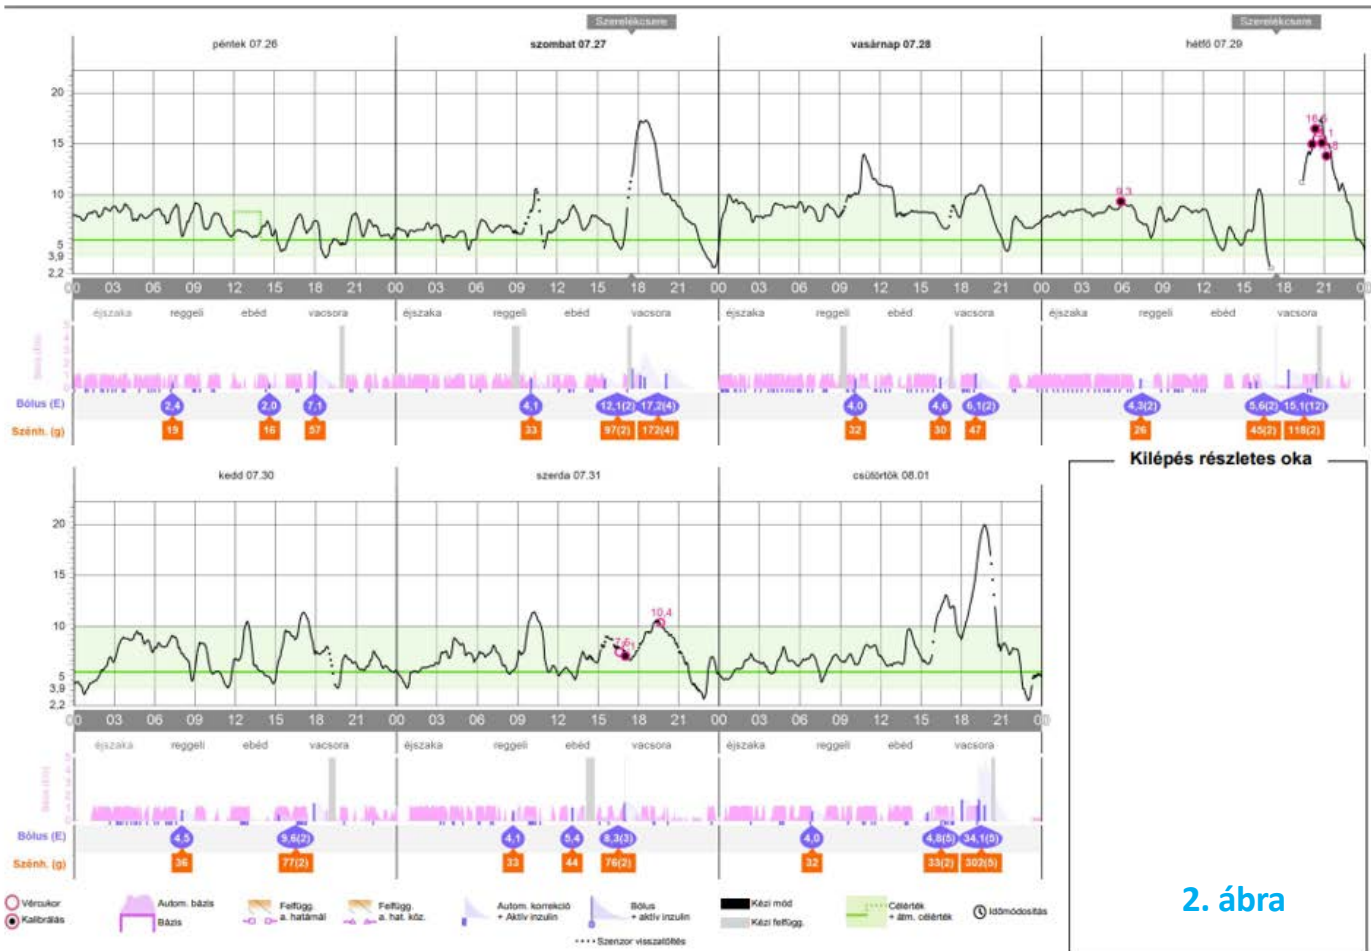 Szerelékcsere Szerelékcsere
péntek 07.26 szombat 07.27 vasárnap 07.28 hétfő 07.29
20
15
10
5
3,9
2,2
9,3
00 03 06 09 12 15 18 21 00 03 06 09 12 15 18 21 00 03 06 09 12 15 18 21 00 03 06 09 12 15 18 21 00
éjszaka reggeli ebéd vacsora éjszaka reggeli ebéd vacsora éjszaka reggeli ebéd vacsora éjszaka reggeli ebéd vacsora
Bólus (E) 2,4 2,0 7,1 4,1 12,1(2) 17,2(4) 4,0 4,6 6,1(2) 4,3(2) 5,6(2) 15,1(12)
Szénh. (g) 19 16 57 33 97(2) 172(4) 32 30 47 26 45(2) 118(2)
kedd 07.30 szerda 07.31 csütörtök 08.01
Kilépés részletes oka
20
15
10
5
3,9
2,2
10,4
00 03 06 09 12 15 18 21 00 03 06 09 12 15 18 21 00 03 06 09 12 15 18 21 00
éjszaka reggeli ebéd vacsora éjszaka reggeli ebéd vacsora éjszaka reggeli ebéd vacsora
Bólus (E) 4,5 9,6(2) 4,1 5,4 8,3(3) 4,0 4,8(5) 34,1(5)
Szénh. (g) 36 77(2) 33 44 76(2) 32 33(2) 302(5)
Vércukor
Kalibrálás
Autom. bázis
Bázis
Felfügg.
a. határnál
Felfügg.
a. hat. köz.
Autom. korrekció
+ Aktív inzulin
Bólus
+ aktív inzulin
Szenzor visszatöltés
Kézi mód
Kézi felfügg.
Célérték
+ átm. célérték
Időmódosítás
2. ábra